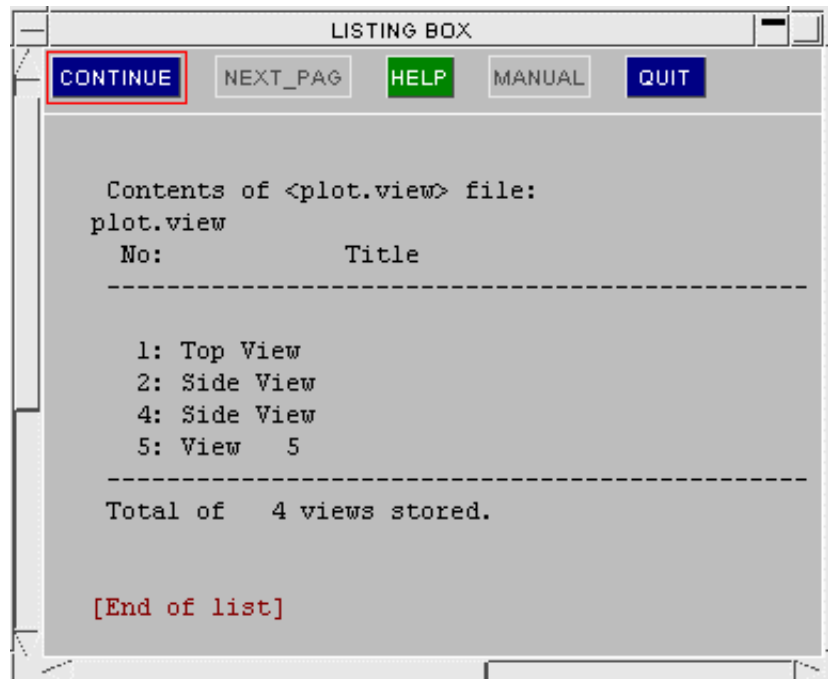 LISTING BOX
CONTINUE NEXT_PAG HELP MANUAL QUIT
Contents of <plot.view> file:
plot.view
No: Title
-----------------------------------------------
1: Top View
2: Side View
4: Side View
5: View 5
-----------------------------------------------
Total of 4 views stored.
[End of list]